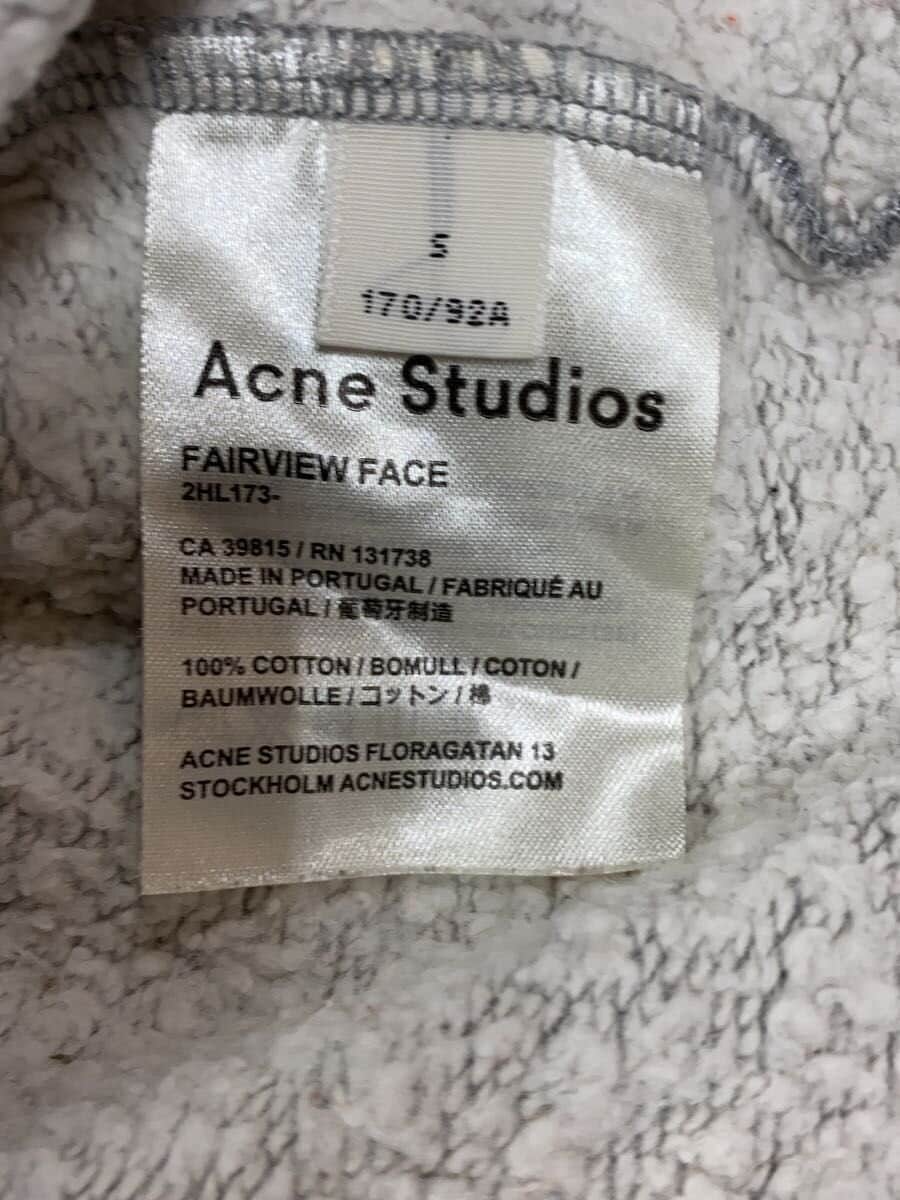 S
170/92A
Acne Studios
FAIRVIEW FACE
2HL173-
CA 39815 / RN 131738
MADE IN PORTUGAL / FABRIQUÉ AU
PORTUGAL / 葡萄牙制造
100% COTTON / BOMULL / COTON /
BAUMWOLLE / コットン / 棉
ACNE STUDIOS FLORAGATAN 13
STOCKHOLM ACNESTUDIOS.COM